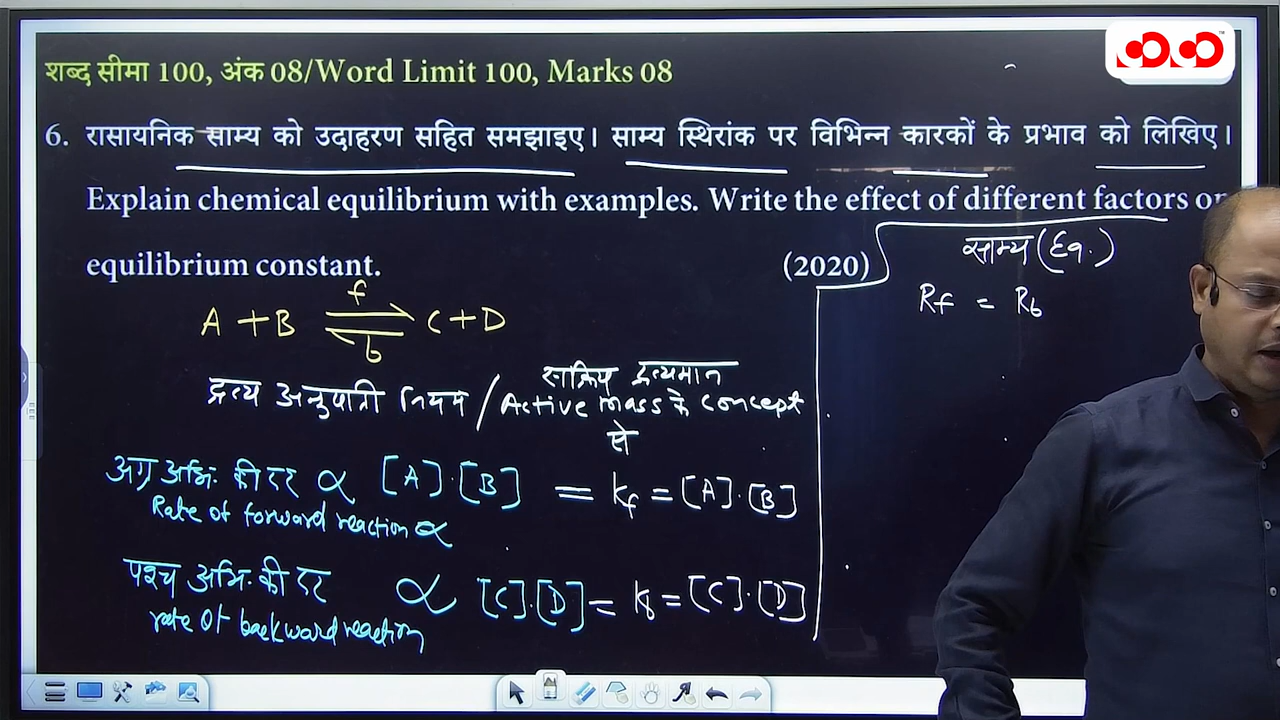 शब्द सीमा 100, अंक 08/Word Limit 100, Marks 08
6. रासायनिक साम्य को उदाहरण सहित समझाइए। साम्य स्थिरांक पर विभिन्न कारकों के प्रभाव को लिखिए।
Explain chemical equilibrium with examples. Write the effect of different factors on
equilibrium constant. (2020)
f
A + B ⇌ C + D
b
द्रव्य अनुपाती नियम / सक्रिय द्रव्यमान
Active mass के concept
से
अग्र अभि. की दर ∝ [A].[B] = Kf = [A].[B]
Rate of forward reaction ∝
पश्च अभि. की दर ∝ [C].[D] = Kb = [C].[D]
rate of backward reaction
साम्य (Eq.)
Rf = Rb